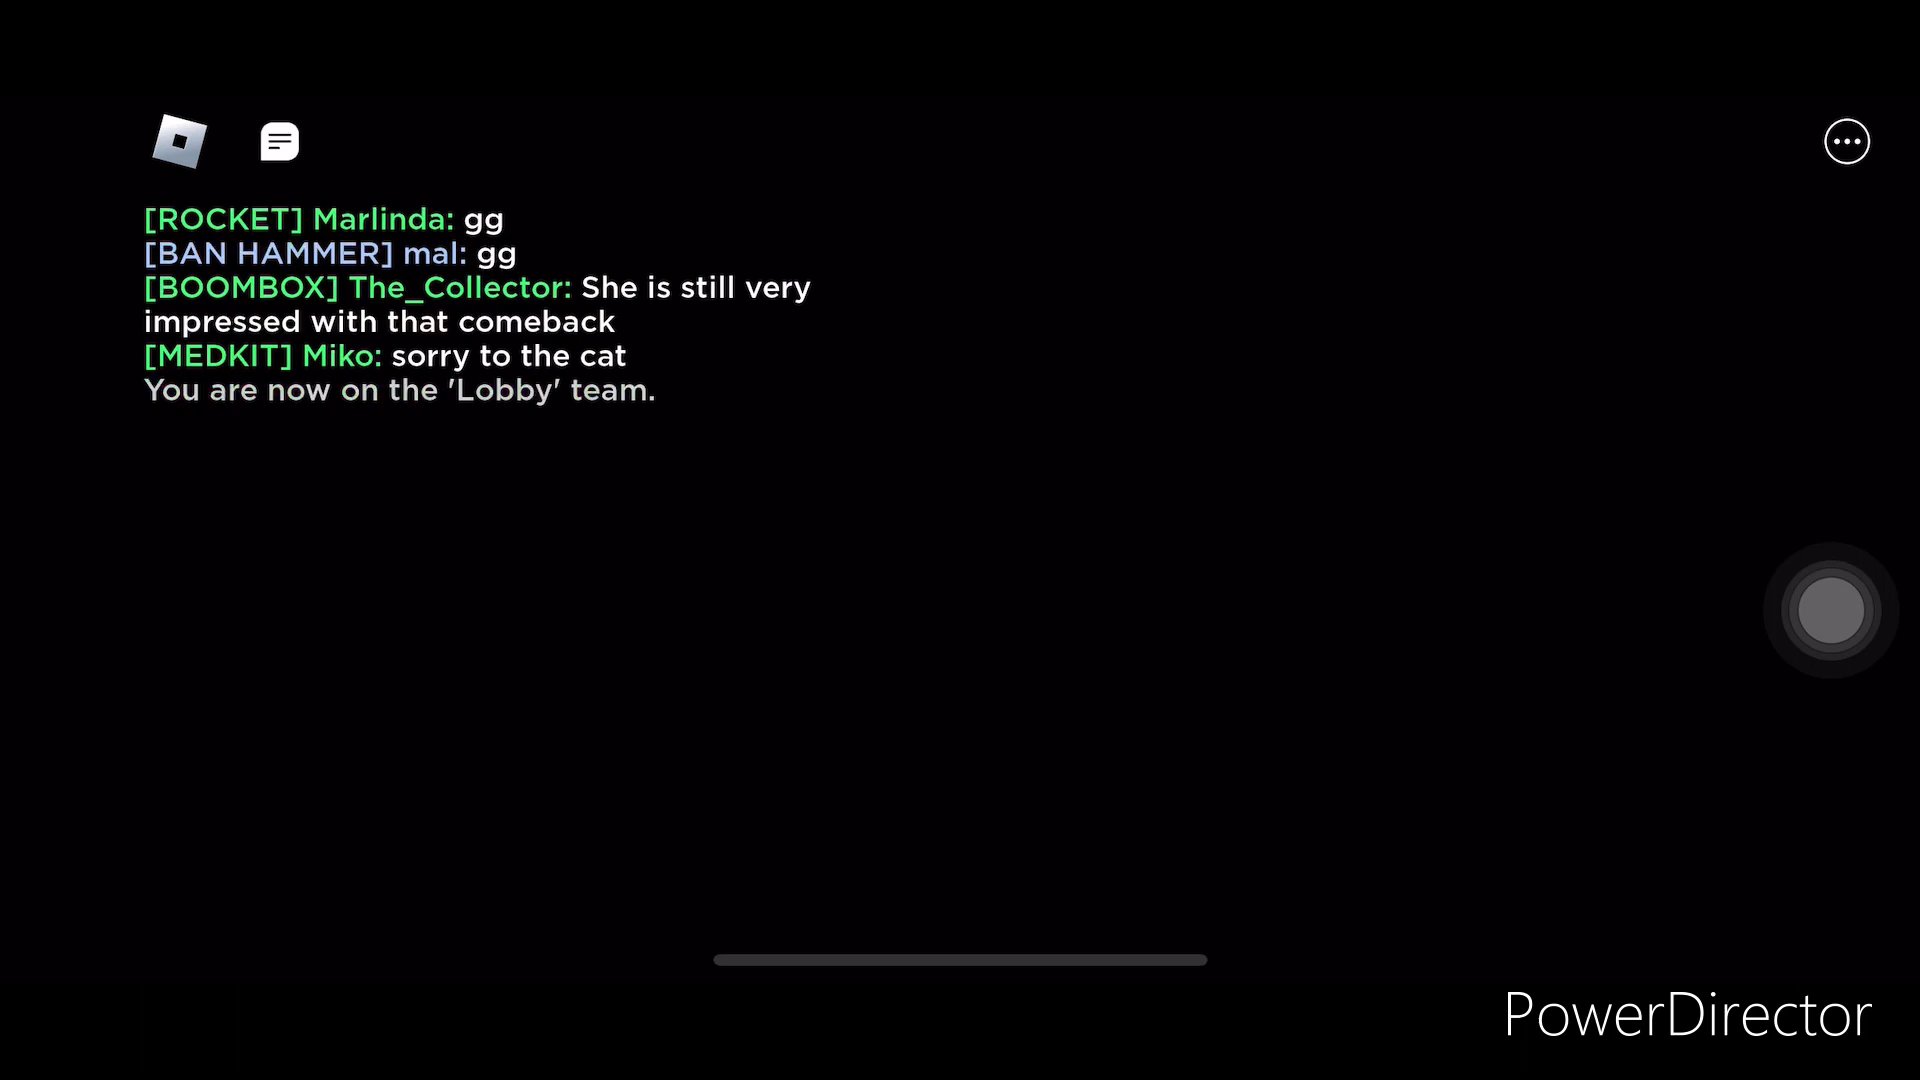 [ROCKET] Marlinda: gg
[BAN HAMMER] mal: gg
[BOOMBOX] The_Collector: She is still very
impressed with that comeback
[MEDKIT] Miko: sorry to the cat
You are now on the 'Lobby' team.
PowerDirector